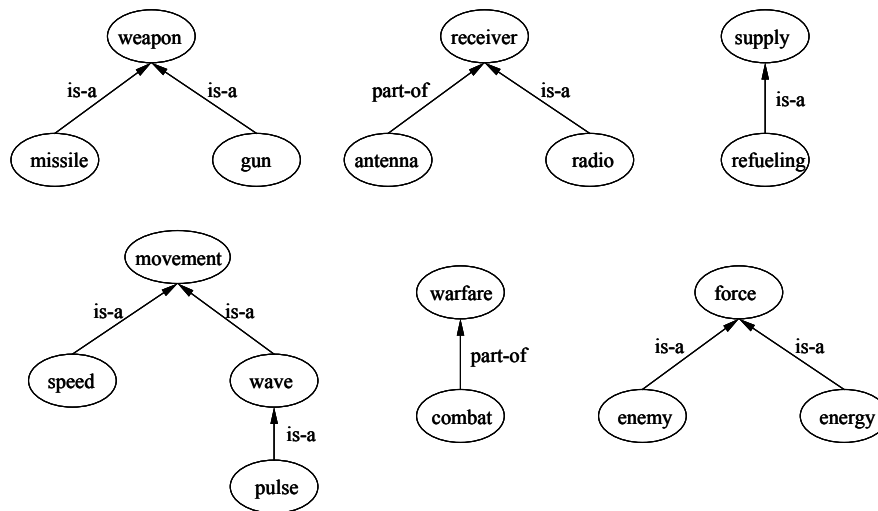 weapon
is-a
is-a
missile
gun
receiver
part-of
is-a
antenna
radio
supply
is-a
refueling
movement
is-a
is-a
speed
wave
is-a
pulse
warfare
part-of
combat
force
is-a
is-a
enemy
energy